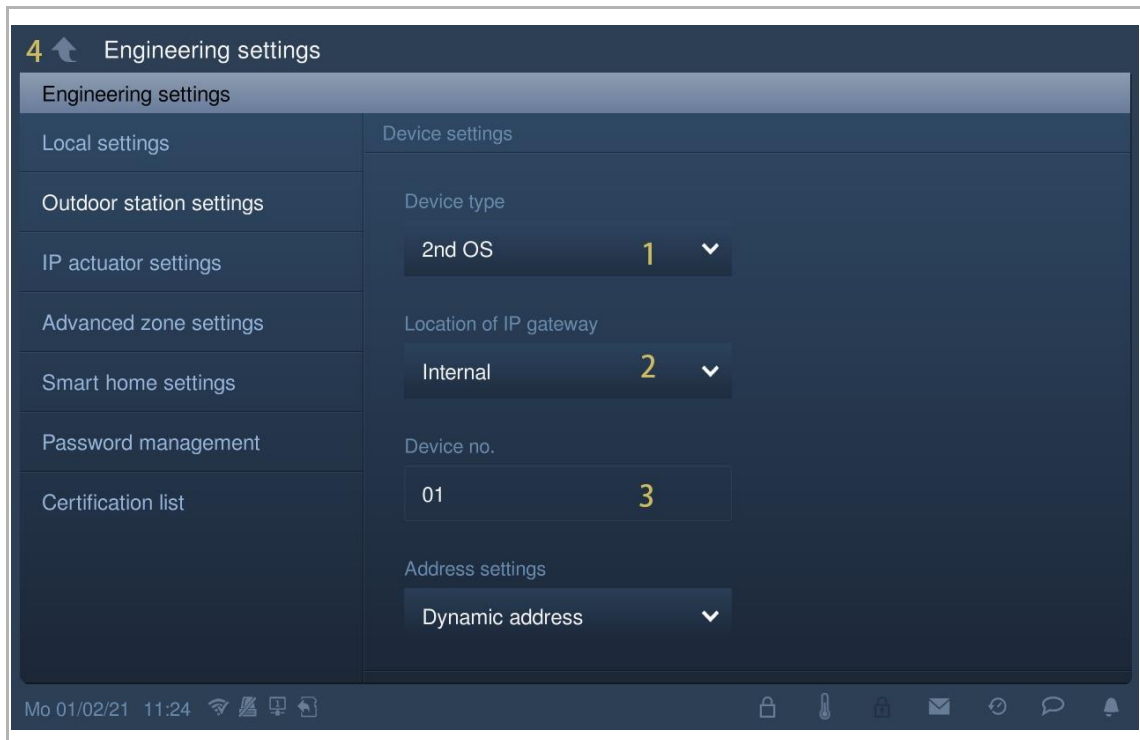 4 Engineering settings
Engineering settings
Local settings
Outdoor station settings
IP actuator settings
Advanced zone settings
Smart home settings
Password management
Certification list
Device settings
Device type
2nd OS 1
Location of IP gateway
Internal 2
Device no.
01 3
Address settings
Dynamic address
Mo 01/02/21 11:24